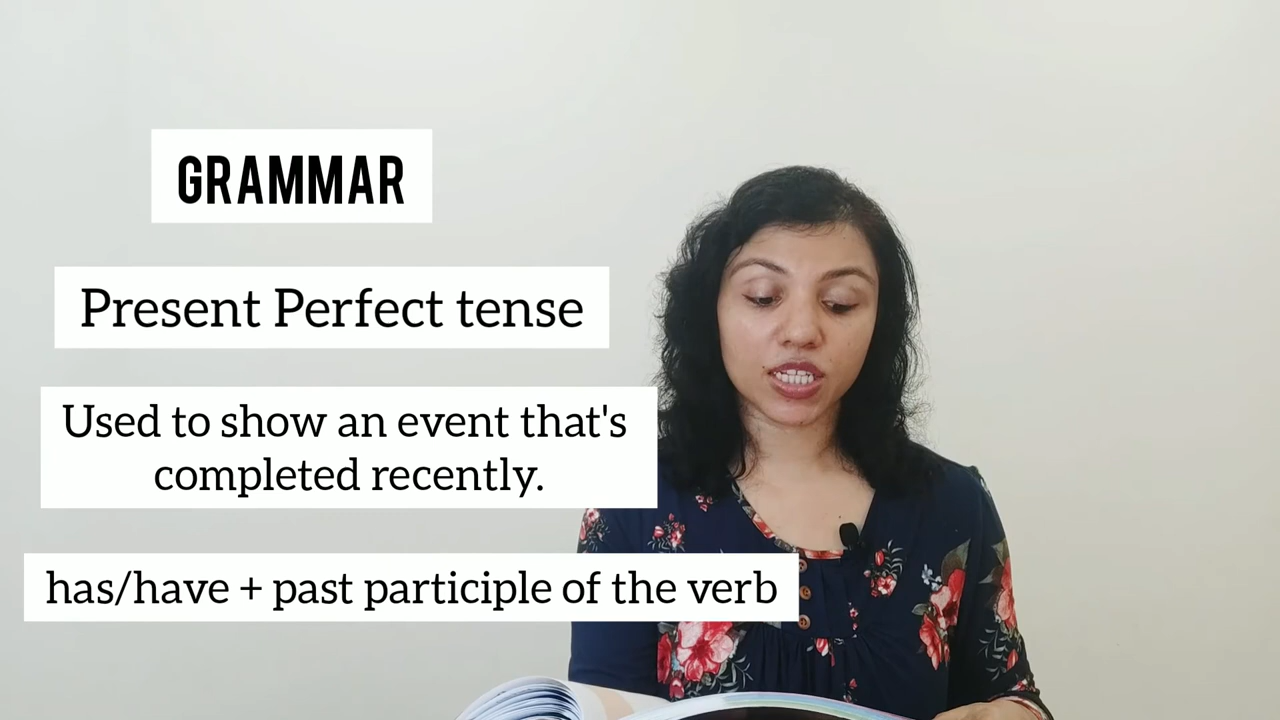 GRAMMAR
Present Perfect tense
Used to show an event that's
completed recently.
has/have + past participle of the verb